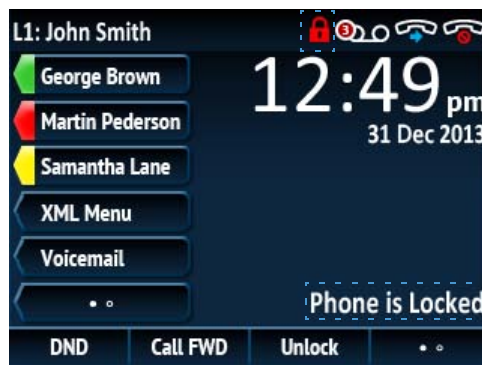 L1: John Smith
3
George Brown
12:49 pm
Martin Pederson
31 Dec 2013
Samantha Lane
XML Menu
Voicemail
Phone is Locked
DND Call FWD Unlock